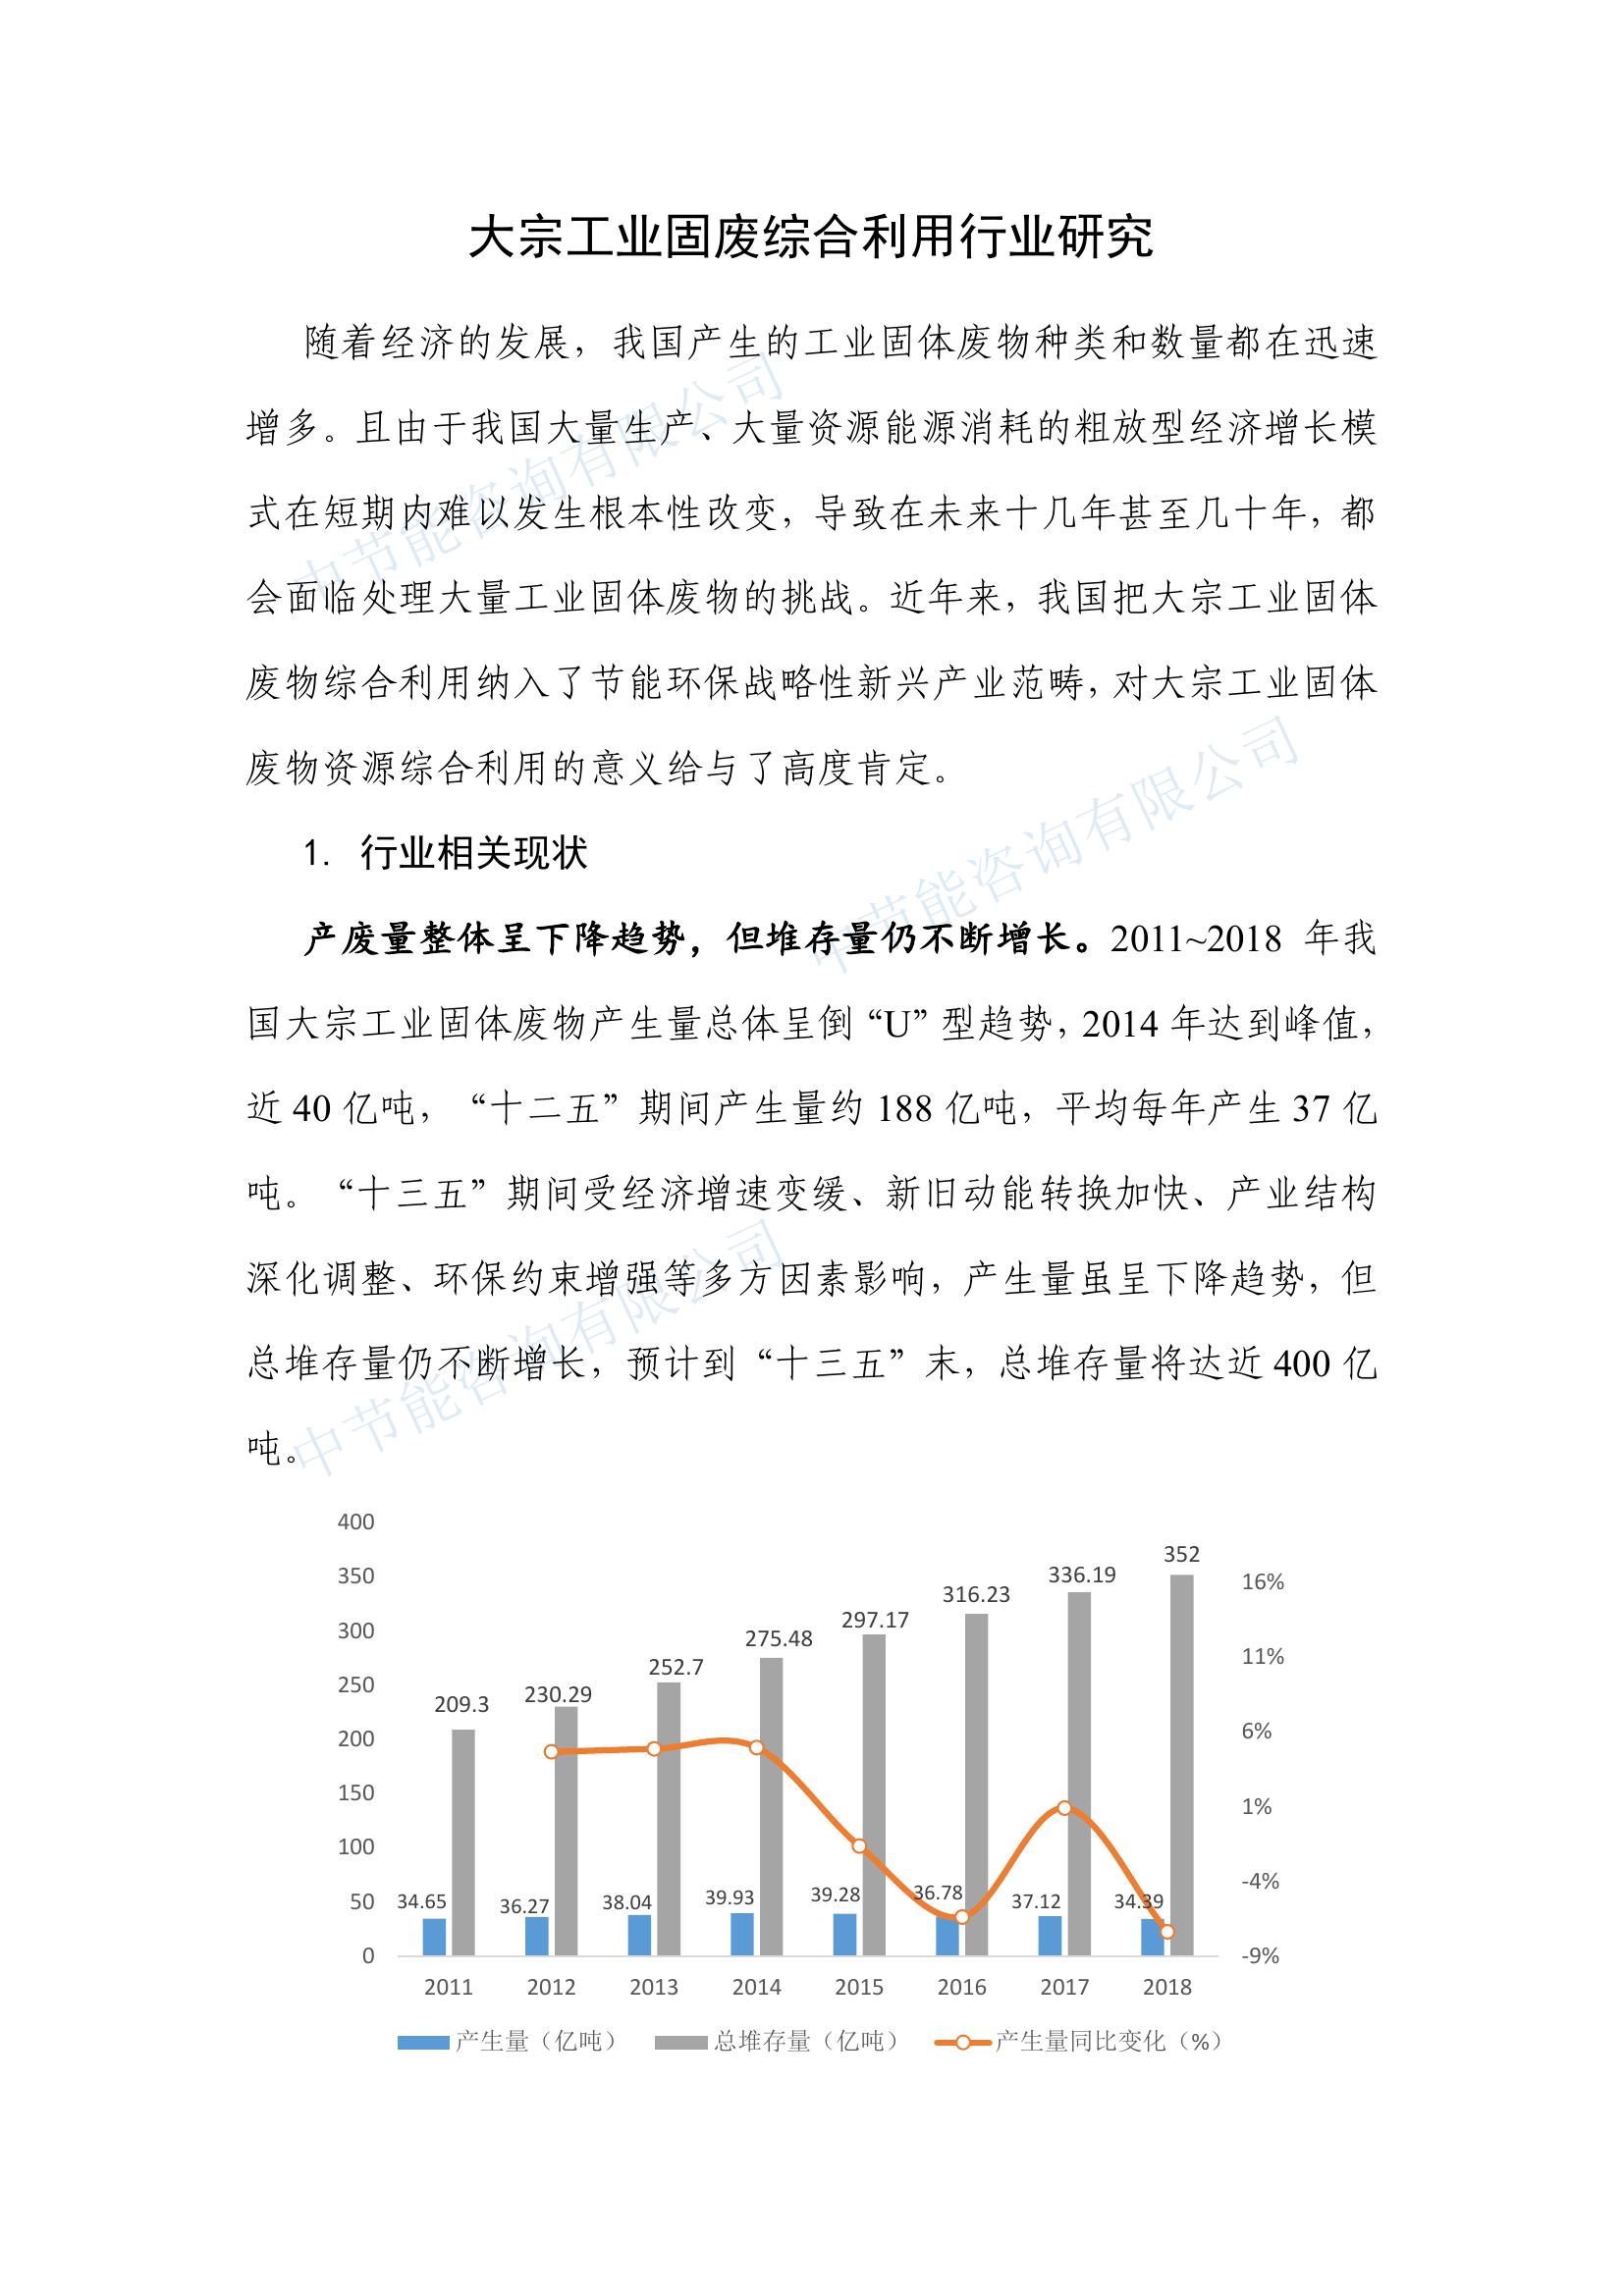 大宗工业固废综合利用行业研究
随着经济的发展，我国产生的工业固体废物种类和数量都在迅速
增多。且由于我国大量生产、大量资源能源消耗的粗放型经济增长模
式在短期内难以发生根本性改变，导致在未来十几年甚至几十年，都
会面临处理大量工业固体废物的挑战。近年来，我国把大宗工业固体
废物综合利用纳入了节能环保战略性新兴产业范畴，对大宗工业固体
废物资源综合利用的意义给与了高度肯定。
1. 行业相关现状
产废量整体呈下降趋势，但堆存量仍不断增长。2011~2018 年我
国大宗工业固体废物产生量总体呈倒“U”型趋势，2014 年达到峰值，
近 40 亿吨，“十二五”期间产生量约 188 亿吨，平均每年产生 37 亿
吨。“十三五”期间受经济增速变缓、新旧动能转换加快、产业结构
深化调整、环保约束增强等多方因素影响，产生量虽呈下降趋势，但
总堆存量仍不断增长，预计到“十三五”末，总堆存量将达近 400 亿
吨。
中节能咨询有限公司
中节能咨询有限公司
中节能咨询有限公司
400
350
300
250
200
150
100
50
0
16%
11%
6%
1%
-4%
-9%
209.3
230.29
252.7
275.48
297.17
316.23
336.19
352
34.65
36.27
38.04
39.93
39.28
36.78
37.12
34.39
2011 2012 2013 2014 2015 2016 2017 2018
产生量（亿吨） 总堆存量（亿吨） 产生量同比变化（%）